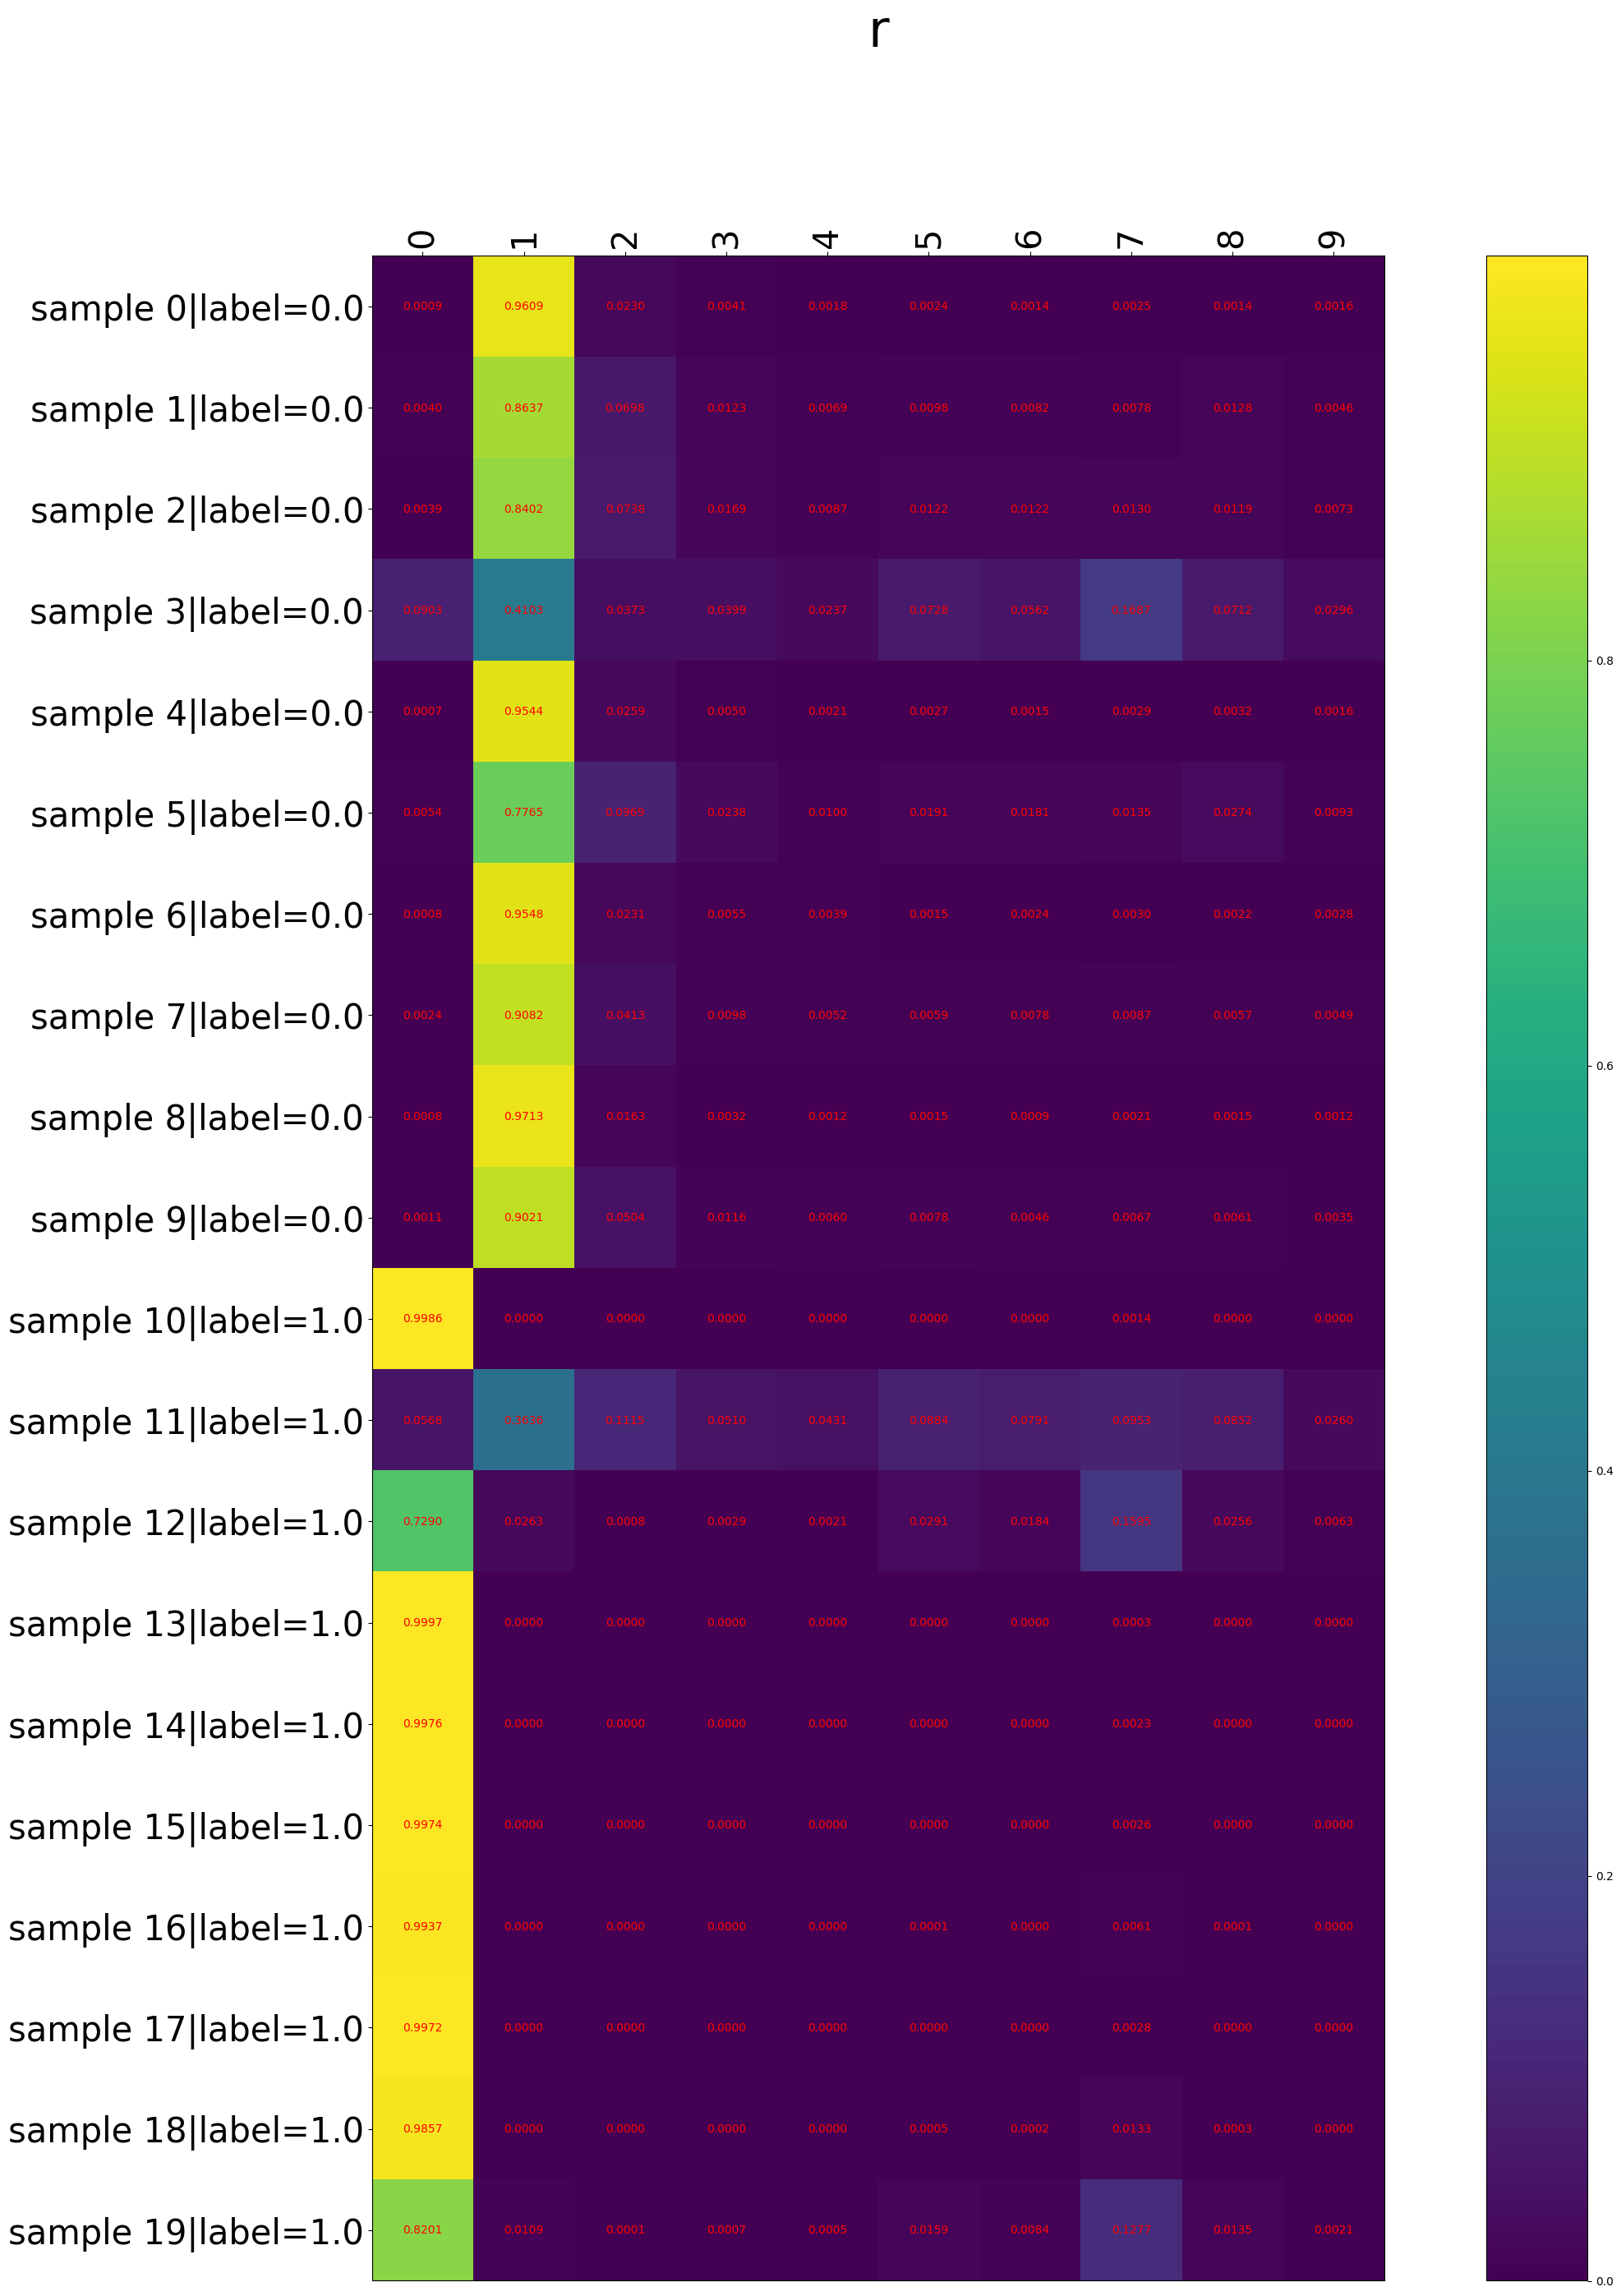 r
0 1 2 3 4 5 6 7 8 9
sample 0|label=0.0 0.0009 0.9609 0.0230 0.0041 0.0018 0.0024 0.0014 0.0025 0.0014 0.0016
sample 1|label=0.0 0.0040 0.8637 0.0698 0.0123 0.0069 0.0098 0.0082 0.0078 0.0128 0.0046
sample 2|label=0.0 0.0039 0.8402 0.0738 0.0169 0.0087 0.0122 0.0122 0.0130 0.0119 0.0073
sample 3|label=0.0 0.0903 0.4103 0.0373 0.0399 0.0237 0.0728 0.0562 0.0712 0.0296
sample 4|label=0.0 0.0007 0.9544 0.0259 0.0050 0.0021 0.0027 0.0015 0.0029 0.0032 0.0016
0.8
sample 5|label=0.0 0.0054 0.7765 0.0969 0.0238 0.0100 0.0191 0.0181 0.0135 0.0274 0.0093
sample 6|label=0.0 0.0008 0.9548 0.0231 0.0055 0.0039 0.0015 0.0024 0.0030 0.0022 0.0028
sample 7|label=0.0 0.0024 0.9082 0.0413 0.0098 0.0052 0.0059 0.0078 0.0087 0.0057 0.0049
0.6
sample 8|label=0.0 0.0008 0.9713 0.0163 0.0032 0.0012 0.0015 0.0009 0.0021 0.0015 0.0012
sample 9|label=0.0 0.0011 0.9021 0.0504 0.0116 0.0060 0.0078 0.0046 0.0067 0.0061 0.0035
sample 10|label=1.0 0.9986 0.0000 0.0000 0.0000 0.0000 0.0000 0.0000 0.0014 0.0000 0.0000
sample 11|label=1.0 0.0568 0.3636 0.1115 0.0510 0.0431 0.0884 0.0791 0.0953 0.0852 0.0260
0.4
sample 12|label=1.0 0.7290 0.0263 0.0008 0.0029 0.0021 0.0291 0.0184 0.0256 0.0063
sample 13|label=1.0 0.9997 0.0000 0.0000 0.0000 0.0000 0.0000 0.0000 0.0003 0.0000 0.0000
sample 14|label=1.0 0.9976 0.0000 0.0000 0.0000 0.0000 0.0000 0.0000 0.0023 0.0000 0.0000
sample 15|label=1.0 0.9974 0.0000 0.0000 0.0000 0.0000 0.0000 0.0000 0.0026 0.0000 0.0000
0.2
sample 16|label=1.0 0.9937 0.0000 0.0000 0.0000 0.0000 0.0001 0.0000 0.0061 0.0001 0.0000
sample 17|label=1.0 0.9972 0.0000 0.0000 0.0000 0.0000 0.0000 0.0000 0.0028 0.0000 0.0000
sample 18|label=1.0 0.9857 0.0000 0.0000 0.0000 0.0000 0.0005 0.0002 0.0133 0.0003 0.0000
sample 19|label=1.0 0.8201 0.0109 0.0001 0.0007 0.0005 0.0159 0.0084 0.1277 0.0135 0.0021
0.0